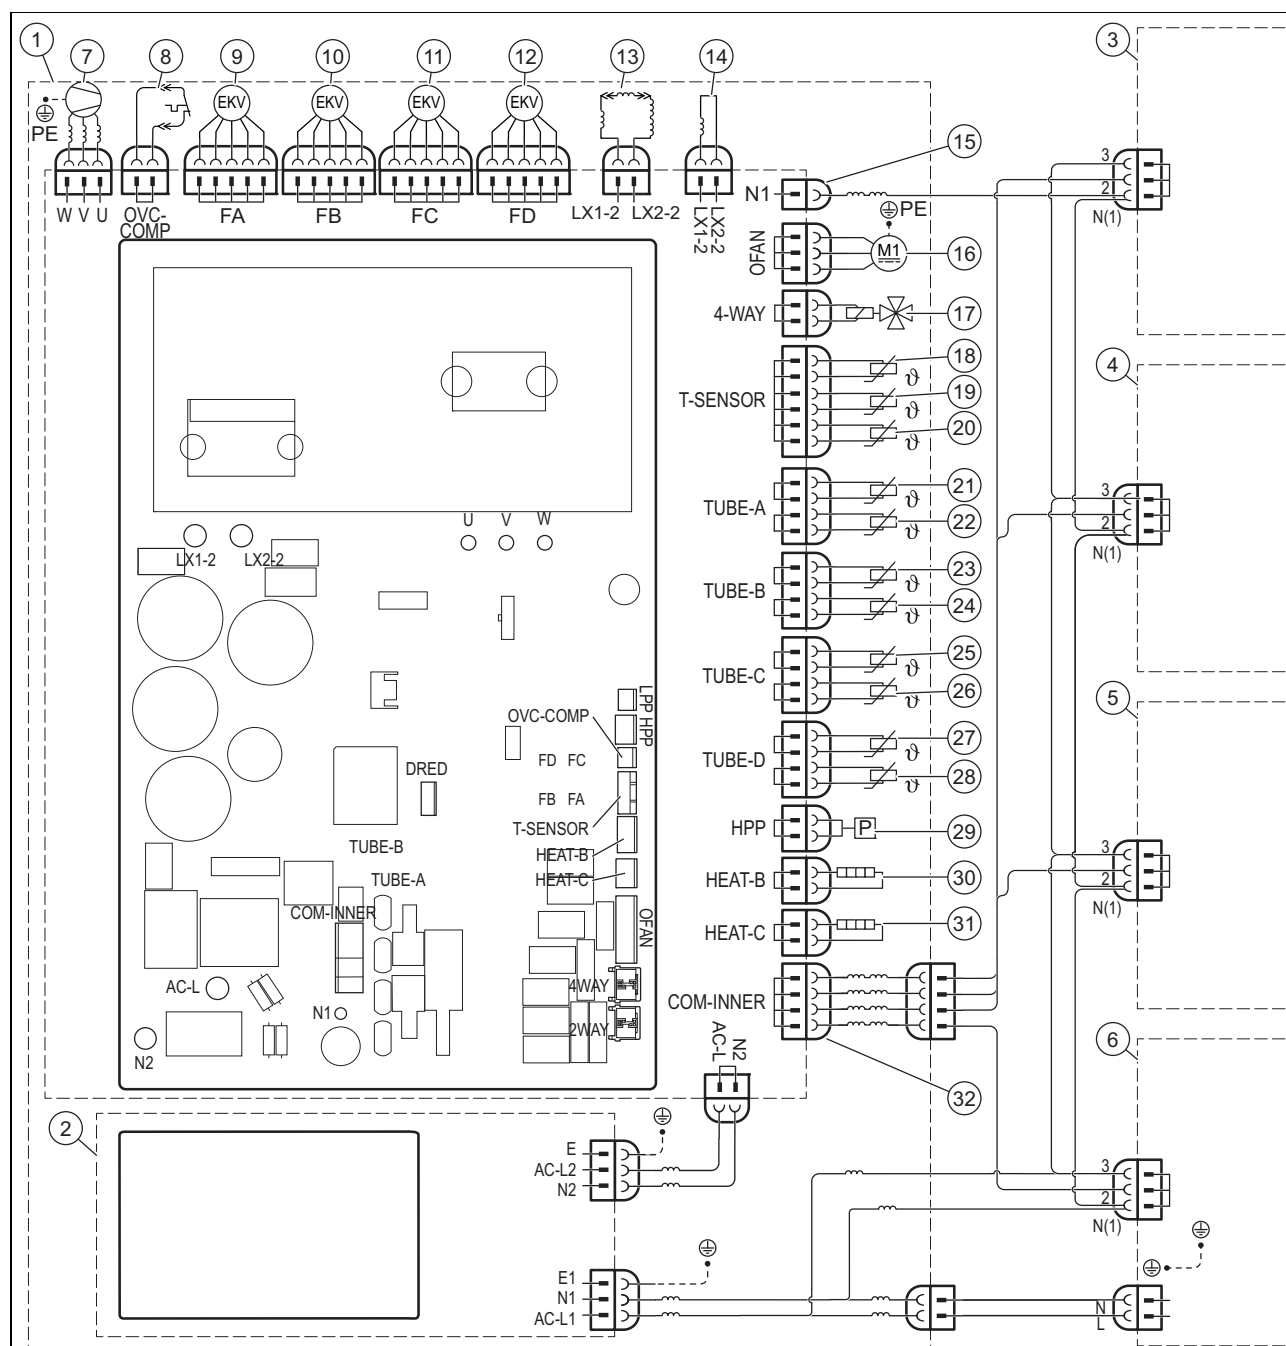 1 7 8 9 10 11 12 13 14 3
EKV EKV EKV EKV
PE
W V U OVC-COMP FA FB FC FD LX1-2 LX2-2 LX1-2 LX2-2
15
N1
3
2
N(1)
PE
OFAN M1 16
4-WAY 17
T-SENSOR
18
ϑ
19
ϑ
20
ϑ
4
TUBE-A
21
ϑ
22
ϑ
3
2
N(1)
TUBE-B
23
ϑ
24
ϑ
TUBE-C
25
ϑ
26
ϑ
5
TUBE-D
27
ϑ
28
ϑ
HPP P 29
HEAT-B 30
HEAT-C 31
3
2
N(1)
COM-INNER
32
6
AC-L N2
U V W
LX1-2 LX2-2
LPP HPP
OVC-COMP
FD FC
DRED
FB FA
T-SENSOR
TUBE-B
HEAT-B
TUBE-A
HEAT-C
COM-INNER
OFAN
AC-L
4WAY
N1
2WAY
N2
2
E
AC-L2
N2
3
2
N(1)
E1
N1
AC-L1
N
L